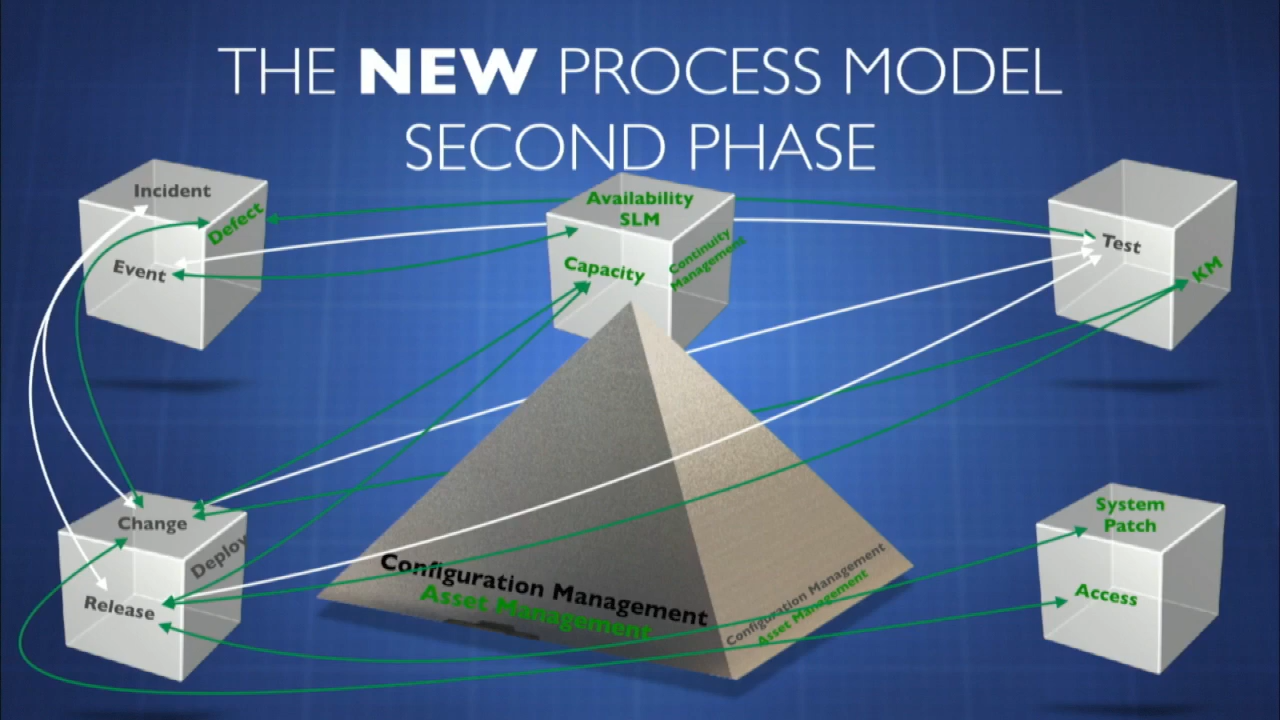 THE NEW PROCESS MODEL
SECOND PHASE
Incident
Defect
Event
Availability
SLM
Capacity
Continuity
Management
Test
KM
Change
Deploy
Release
Configuration Management
Asset Management
Configuration Management
Asset Management
System
Patch
Access